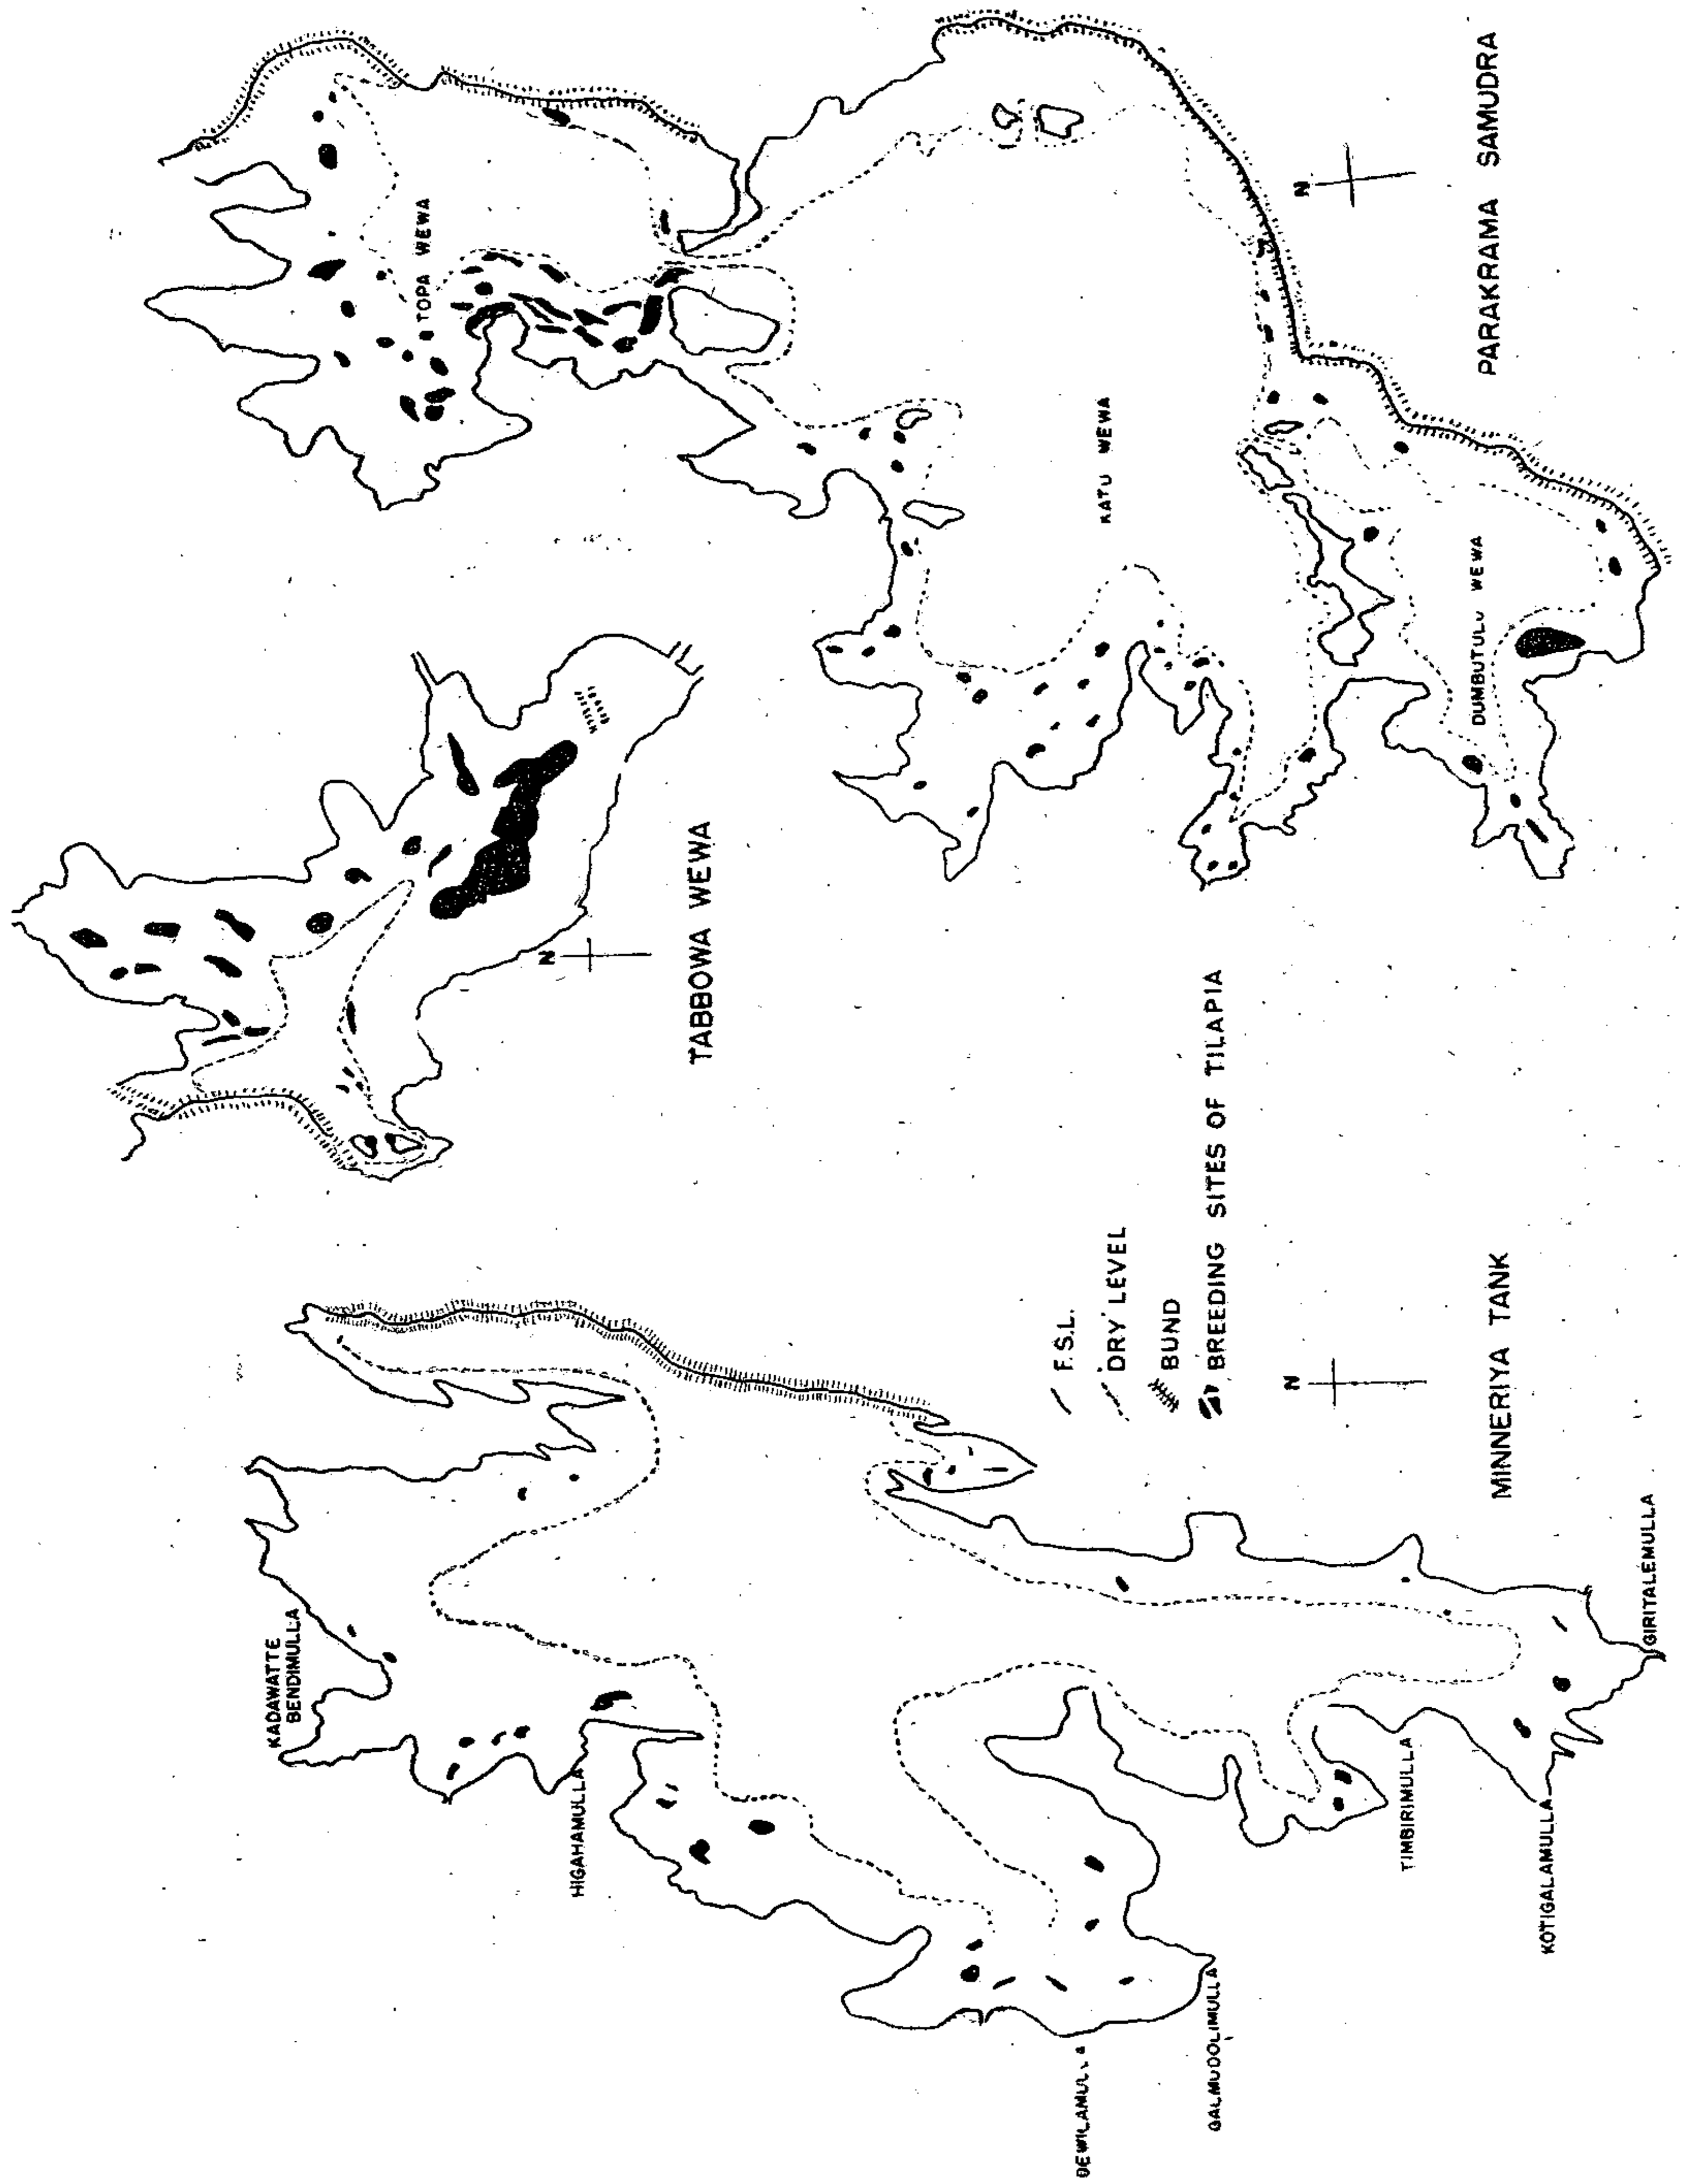 KADAWATTE
BENDIMULLA
HIGAHAMULLA
GALMUDOLIMULLA
TIMBIRIMULLA
KOTIGALAMULLA
GIRITALEMULLA
F.S.L.
DRY LEVEL
BUND
BREEDING SITES OF TILAPIA
N
MINNERIYA TANK
N
TABBOWA WEWA
TOPA WEWA
KATU WEWA
DUMBUTULU WEWA
N
PARAKRAMA SAMUDRA